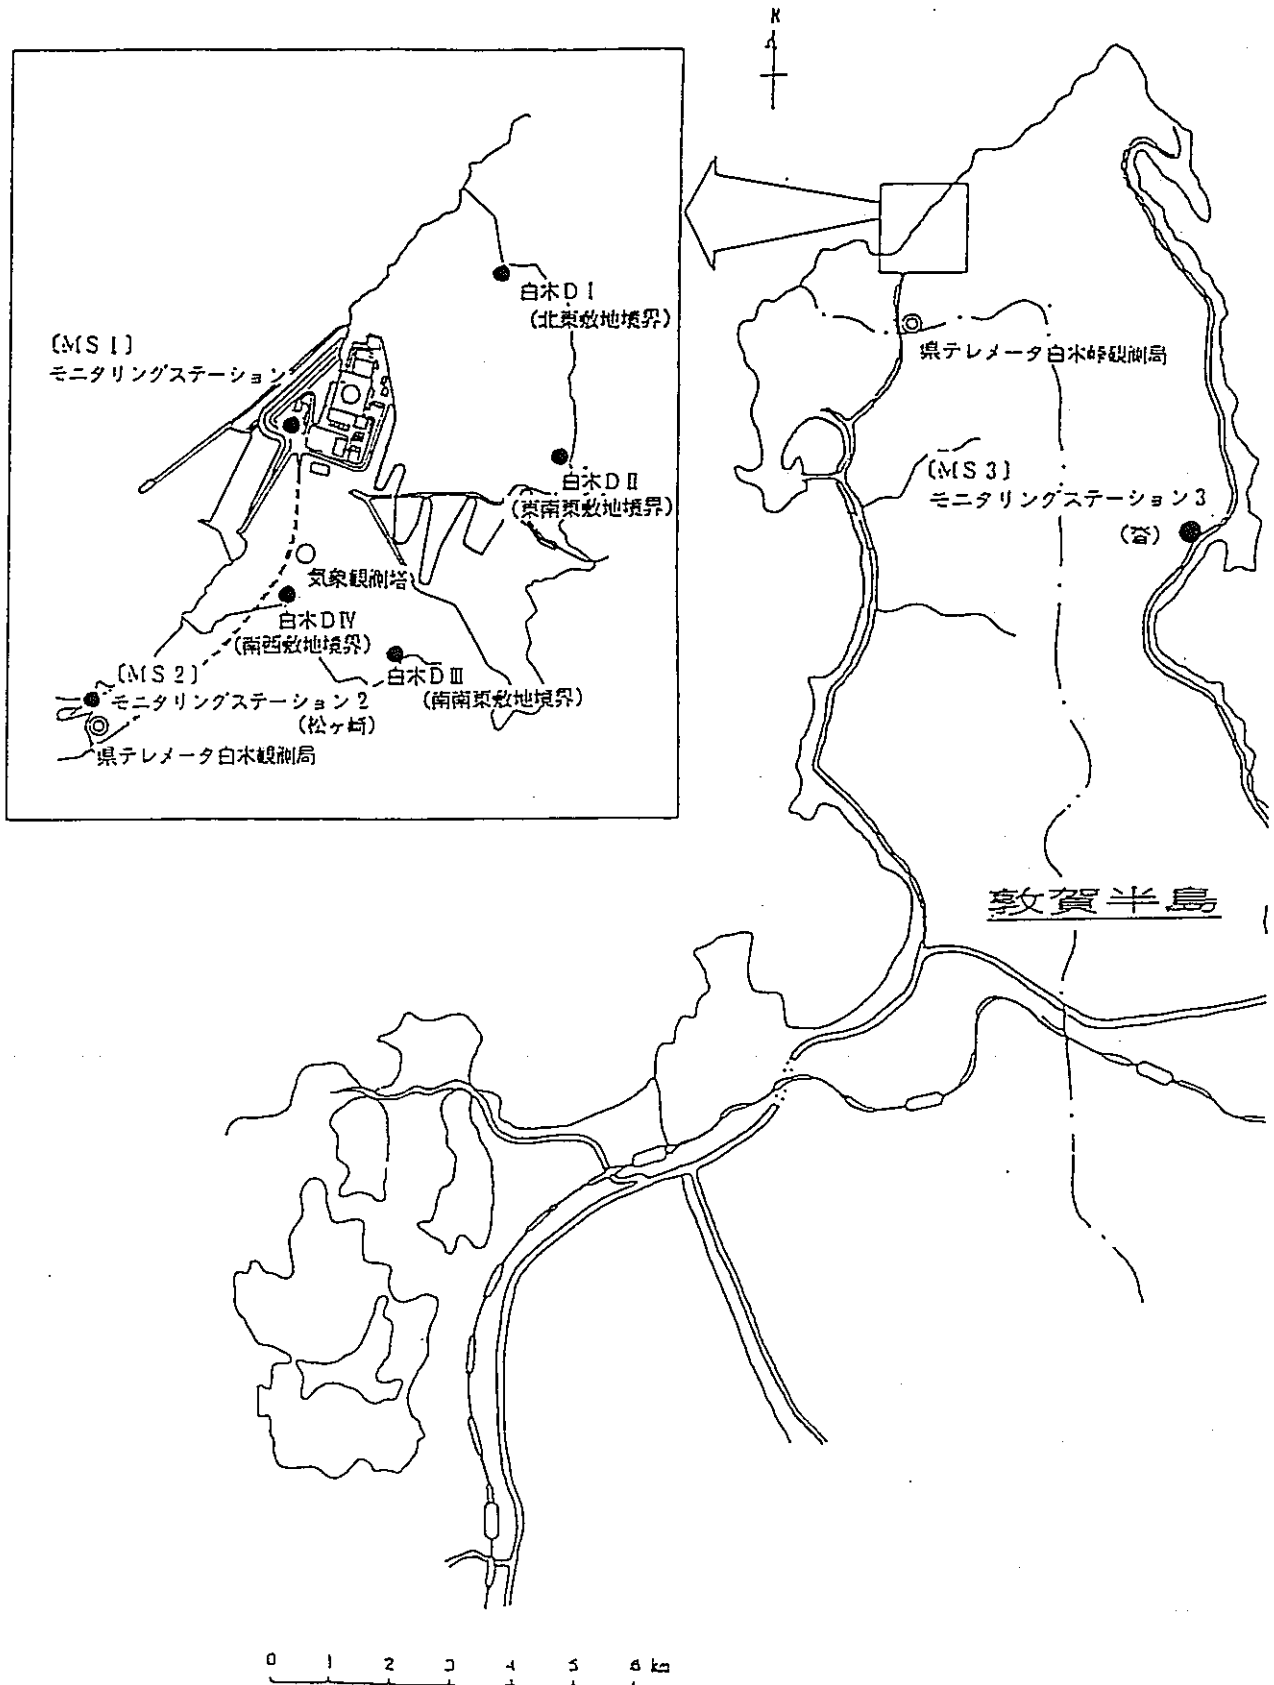 N
白木D I
(北東敷地境界)
[MS 1]
モニタリングステーション
県テレメータ白木峠観測局
白木D II
(東南東敷地境界)
[MS 3]
モニタリングステーション3
気象観測塔
白木D IV
(南西敷地境界)
白木D III
(南南東敷地境界)
[MS 2]
モニタリングステーション2
(松ヶ崎)
県テレメータ白木観測局
敦賀半島
0 1 2 3 4 5 6 km